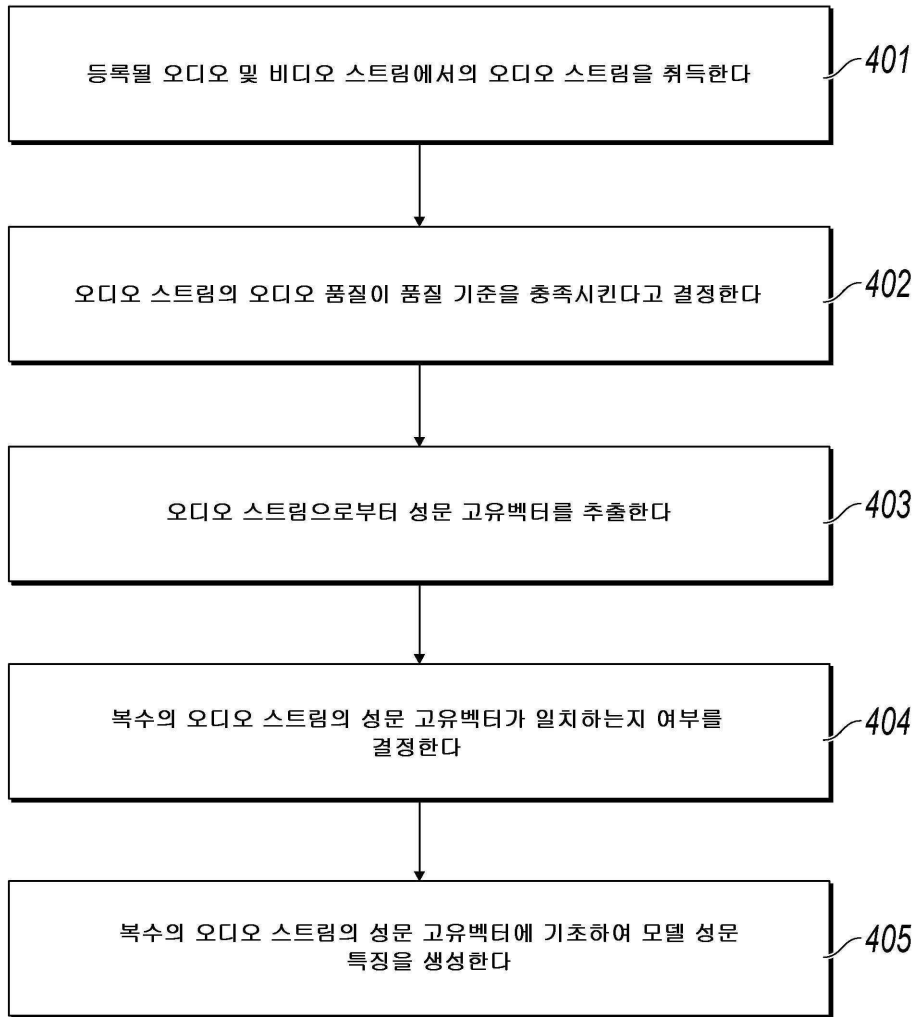 등록될 오디오 및 비디오 스트림에서의 오디오 스트림을 취득한다
401
오디오 스트림의 오디오 품질이 품질 기준을 충족시킨다고 결정한다
402
오디오 스트림으로부터 성문 고유벡터를 추출한다
403
복수의 오디오 스트림의 성문 고유벡터가 일치하는지 여부를
결정한다
404
복수의 오디오 스트림의 성문 고유벡터에 기초하여 모델 성문
특징을 생성한다
405